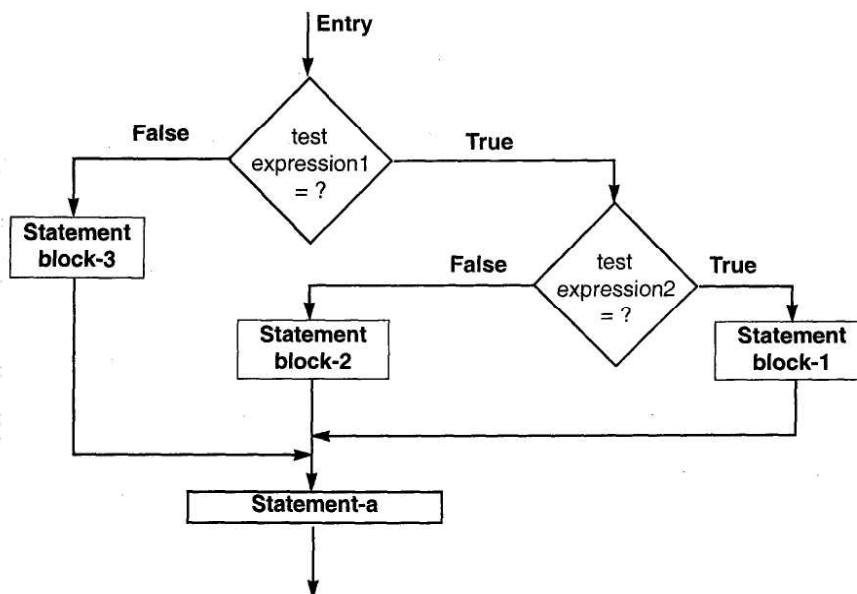 Entry
False
test
expression1
= ?
True
Statement
block-3
False
test
expression2
= ?
True
Statement
block-2
Statement
block-1
Statement-a